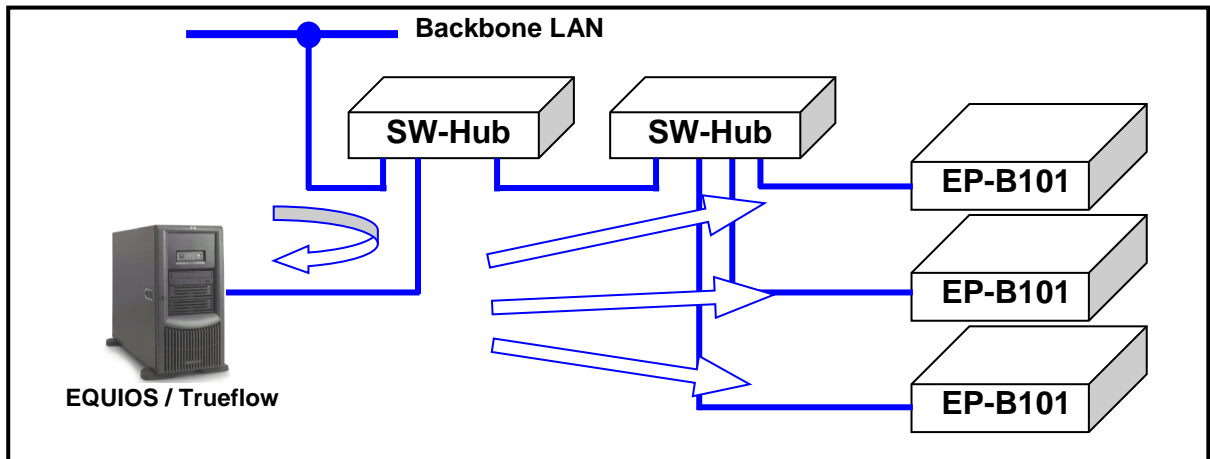 Backbone LAN
SW-Hub
SW-Hub
EP-B101
EP-B101
EP-B101
EQUIOS / Trueflow